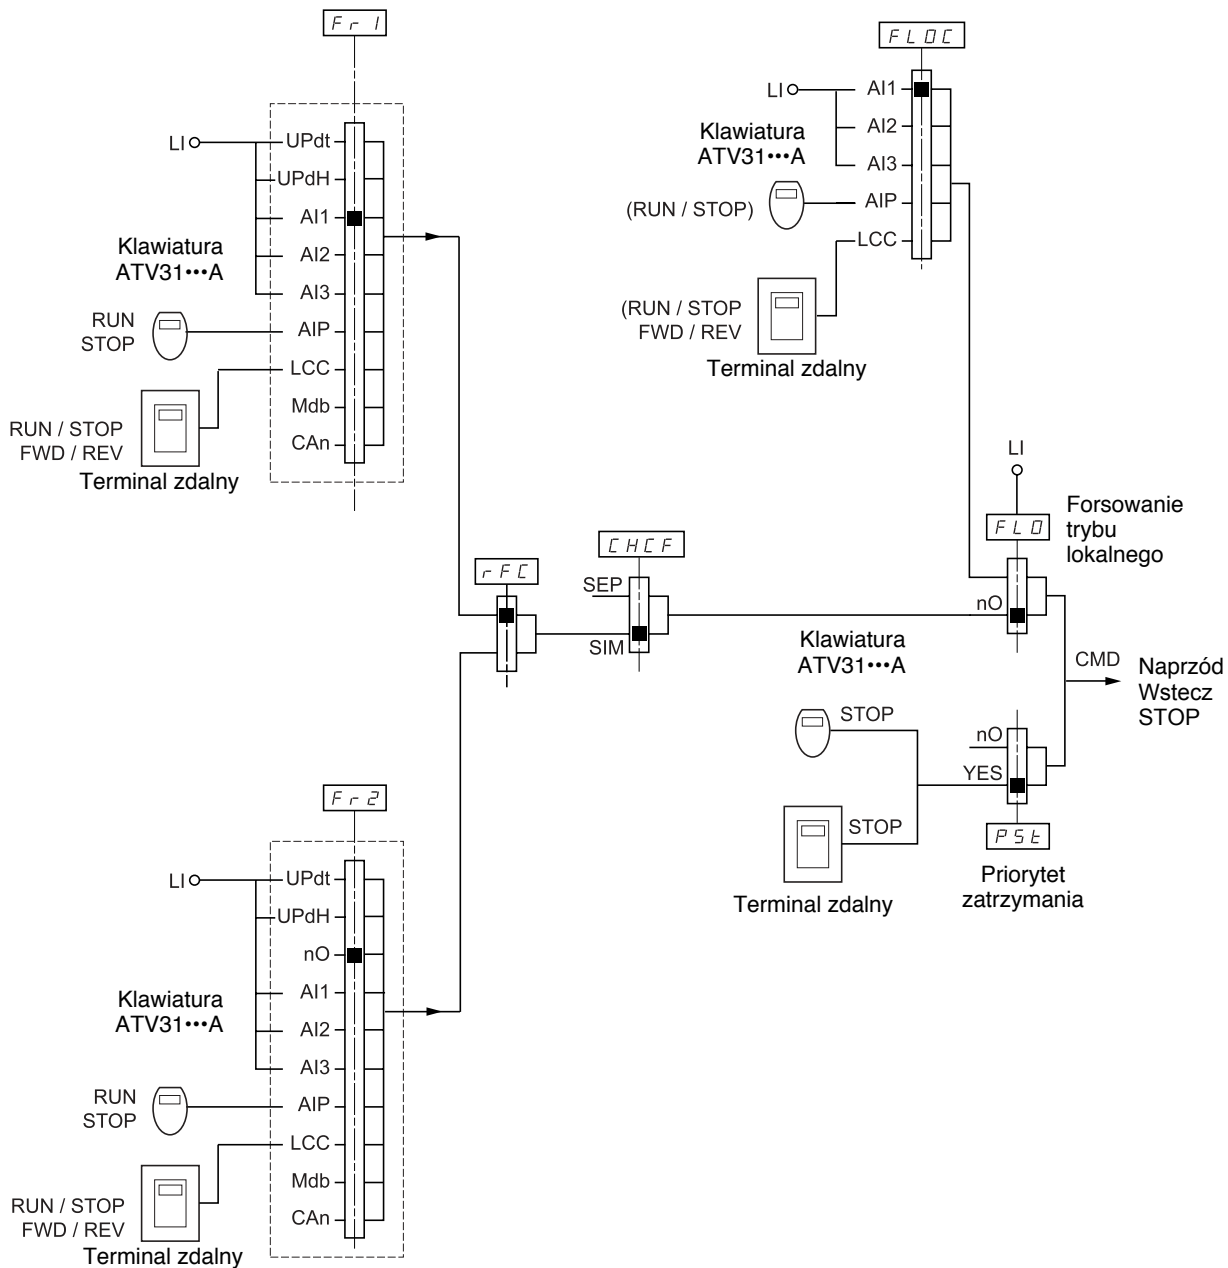 Fr1
LI
UPdt
UPdH
AI1
Klawiatura
ATV31•••A
AI2
AI3
RUN
STOP
AIP
LCC
Mdb
RUN / STOP
FWD / REV
CAn
Terminal zdalny
FLOC
LI
AI1
Klawiatura
ATV31•••A
AI2
AI3
(RUN / STOP)
AIP
LCC
(RUN / STOP
FWD / REV
Terminal zdalny
LI
FLO
Forsowanie
trybu
lokalnego
nO
rFC
CHCF
SEP
SIM
Klawiatura
ATV31•••A
CMD
Naprzód
Wstecz
STOP
STOP
nO
YES
STOP
PSt
Terminal zdalny
Priorytet
zatrzymania
Fr2
LI
UPdt
UPdH
nO
Klawiatura
ATV31•••A
AI1
AI2
AI3
RUN
STOP
AIP
LCC
Mdb
RUN / STOP
FWD / REV
CAn
Terminal zdalny